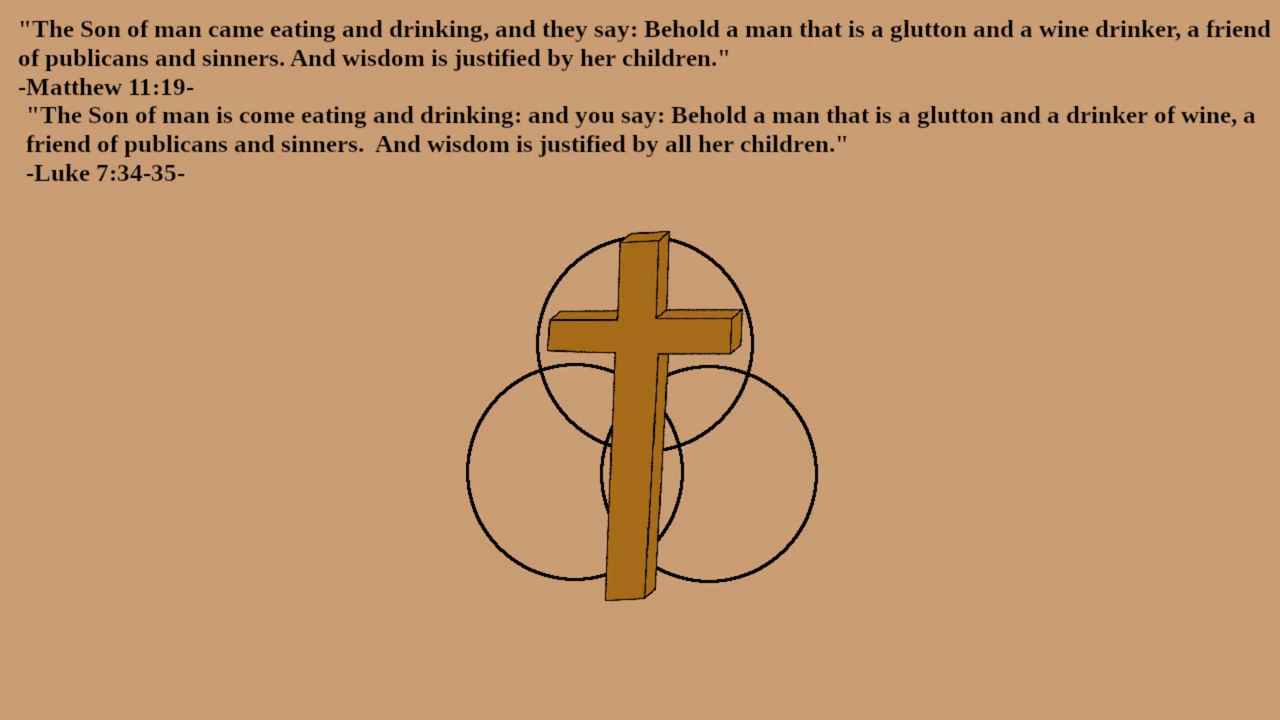 "The Son of man came eating and drinking, and they say: Behold a man that is a glutton and a wine drinker, a friend
of publicans and sinners. And wisdom is justified by her children."
-Matthew 11:19-
"The Son of man is come eating and drinking: and you say: Behold a man that is a glutton and a drinker of wine, a
friend of publicans and sinners.  And wisdom is justified by all her children."
-Luke 7:34-35-